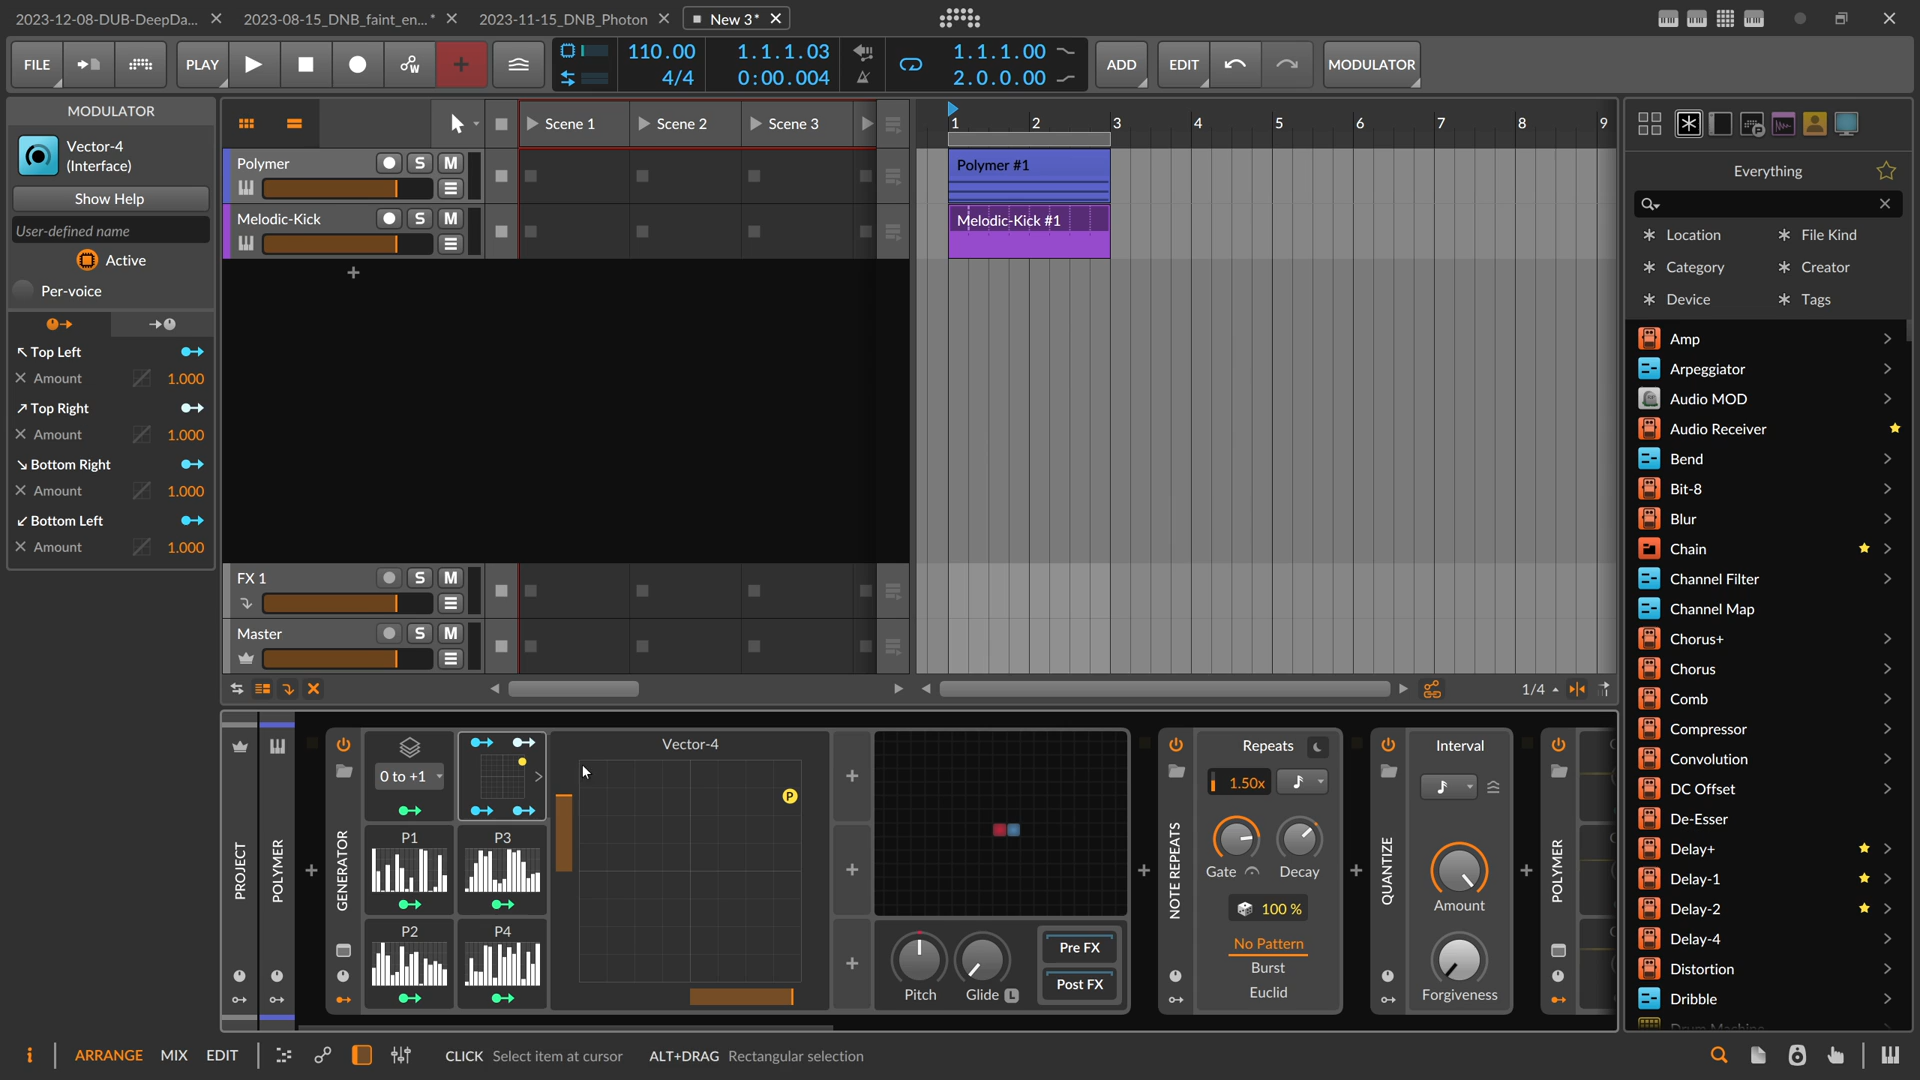 2023-12-08-DUB-DeepDa...
2023-08-15_DNB_faint_en... *
2023-11-15_DNB_Photon
New 3*
FILE
PLAY
110.00
4/4
1.1.1.03
0:00.004
1.1.1.00
2.0.0.00
ADD
EDIT
MODULATOR
MODULATOR
Vector-4
(Interface)
Show Help
User-defined name
Active
Per-voice
Top Left
Amount 1.000
Top Right
Amount 1.000
Bottom Right
Amount 1.000
Bottom Left
Amount 1.000
Scene 1
Scene 2
Scene 3
Polymer
S M
Melodic-Kick
S M
FX 1
S M
Master
S M
1 2 3 4 5 6 7 8 9
Polymer #1
Melodic-Kick #1
1/4
Everything
Location
File Kind
Category
Creator
Device
Tags
Amp
Arpeggiator
Audio MOD
Audio Receiver
Bend
Bit-8
Blur
Chain
Channel Filter
Channel Map
Chorus+
Chorus
Comb
Compressor
Convolution
DC Offset
De-Esser
Delay+
Delay-1
Delay-2
Delay-4
Distortion
Dribble
Drum Machine
PROJECT
POLYMER
GENERATOR
0 to +1
P1
P3
P2
P4
Vector-4
P
Pitch
Glide
L
Pre FX
Post FX
NOTE REPEATS
Repeats
1.50x
Gate
Decay
100 %
No Pattern
Burst
Euclid
QUANTIZE
Interval
Amount
Forgiveness
POLYMER
ARRANGE
MIX
EDIT
CLICK Select item at cursor
ALT+DRAG Rectangular selection